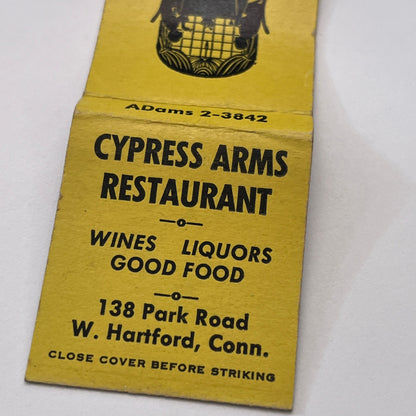 ADams 2-3842
CYPRESS ARMS
RESTAURANT
WINES LIQUORS
GOOD FOOD
138 Park Road
W. Hartford, Conn.
CLOSE COVER BEFORE STRIKING